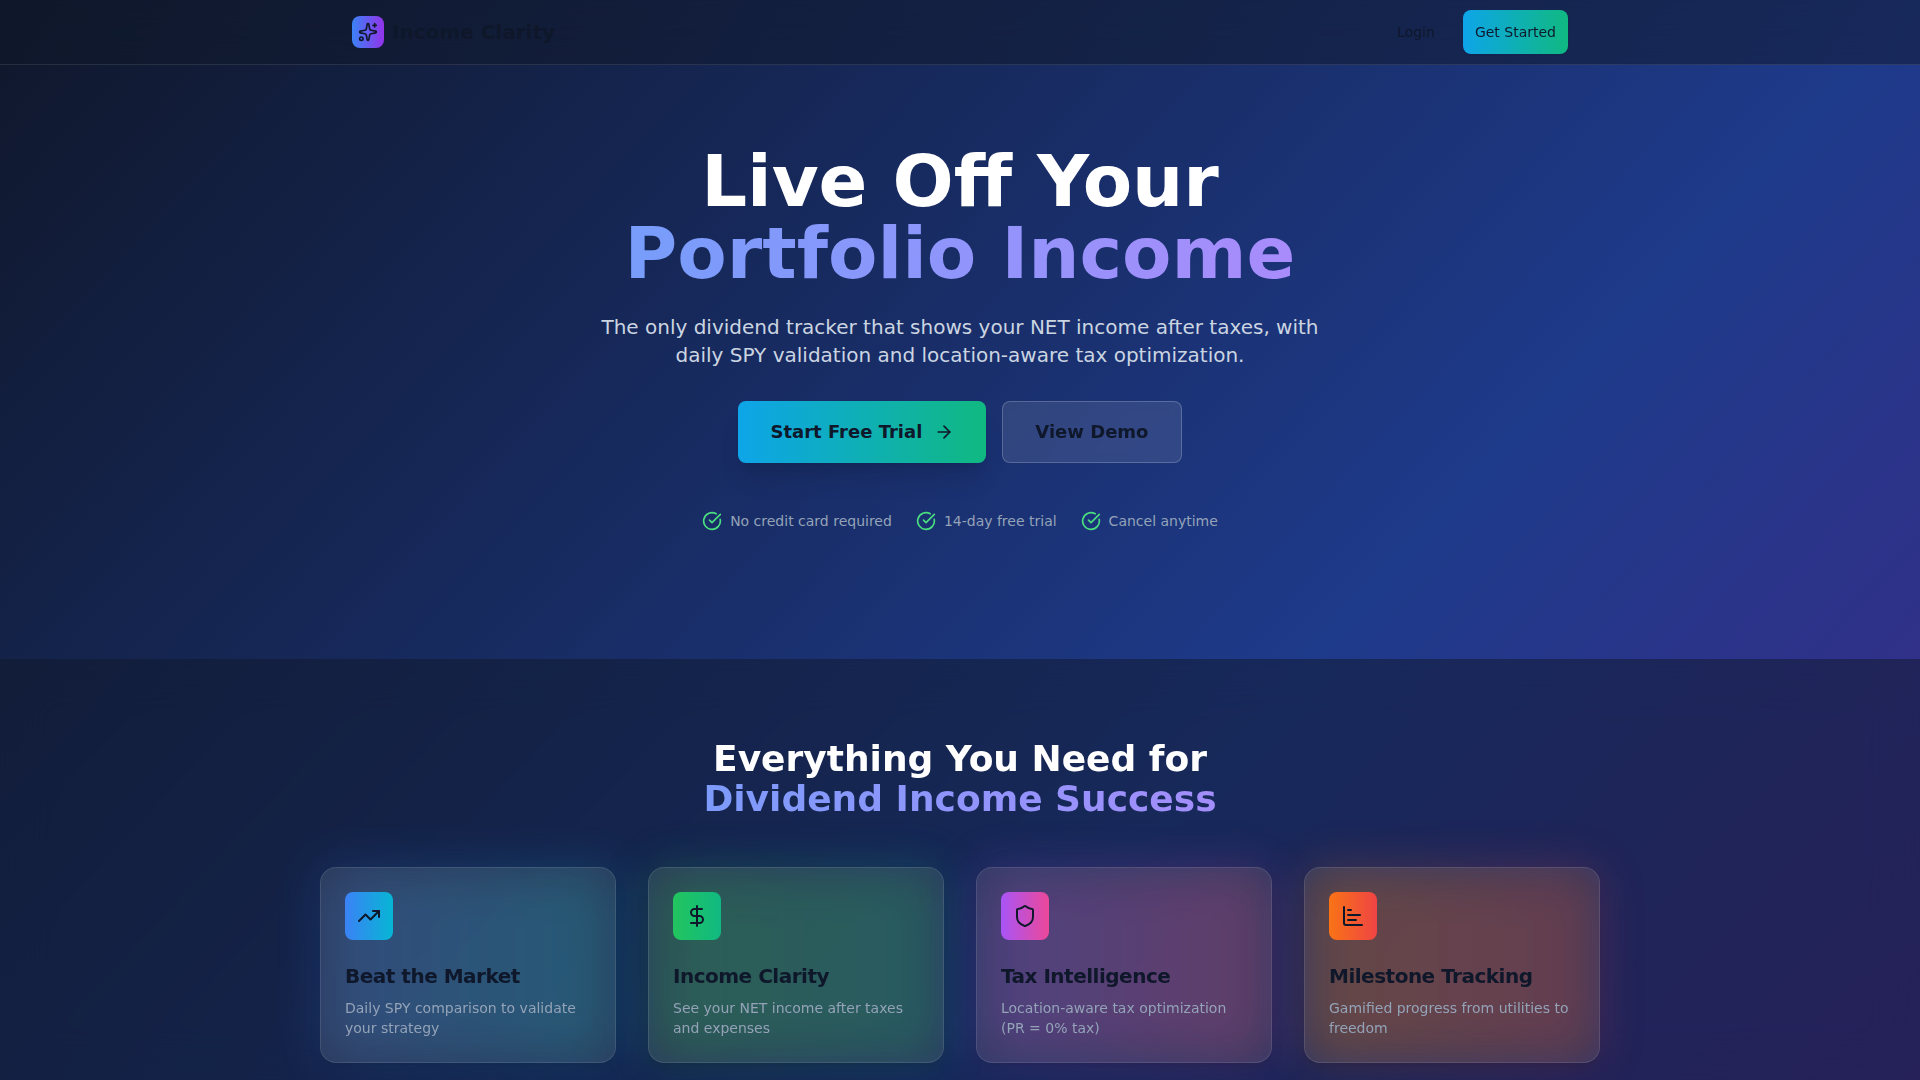 Income Clarity
Login
Get Started
Live Off Your
Portfolio Income
The only dividend tracker that shows your NET income after taxes, with
daily SPY validation and location-aware tax optimization.
Start Free Trial
View Demo
No credit card required
14-day free trial
Cancel anytime
Everything You Need for
Dividend Income Success
Beat the Market
Daily SPY comparison to validate
your strategy
Income Clarity
See your NET income after taxes
and expenses
Tax Intelligence
Location-aware tax optimization
(PR = 0% tax)
Milestone Tracking
Gamified progress from utilities to
freedom